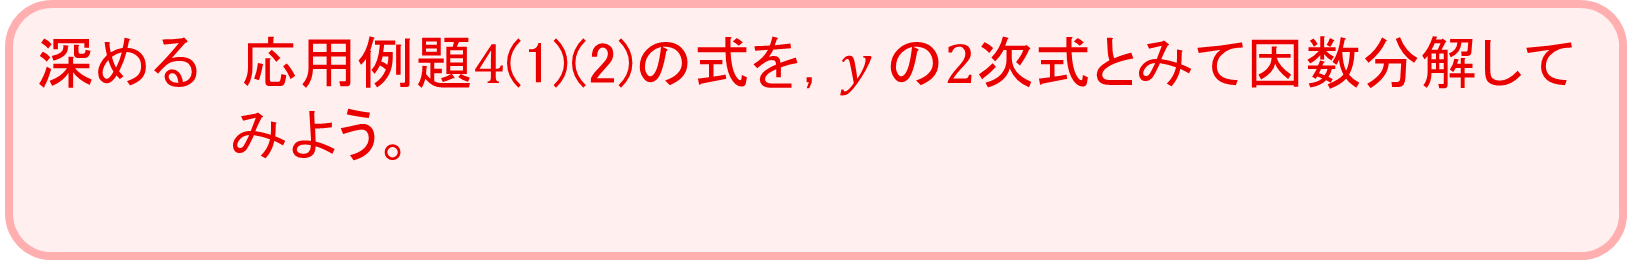 深める　応用例題4(1)(2)の式を, y の2次式とみて因数分解して
みよう。